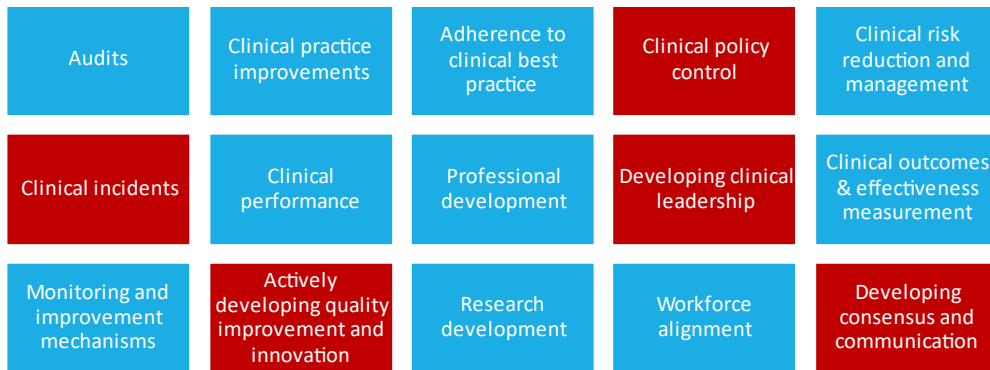 Audits
Clinical practice
improvements
Adherence to
clinical best
practice
Clinical policy
control
Clinical risk
reduction and
management
Clinical incidents
Clinical
performance
Professional
development
Developing clinical
leadership
Clinical outcomes
& effectiveness
measurement
Monitoring and
improvement
mechanisms
Actively
developing quality
improvement and
innovation
Research
development
Workforce
alignment
Developing
consensus and
communication